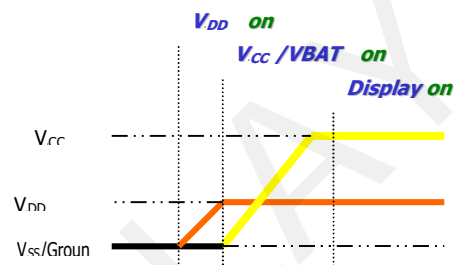 VDD on
VCC /VBAT on
Display on
VCC
VDD
VSS/Groun